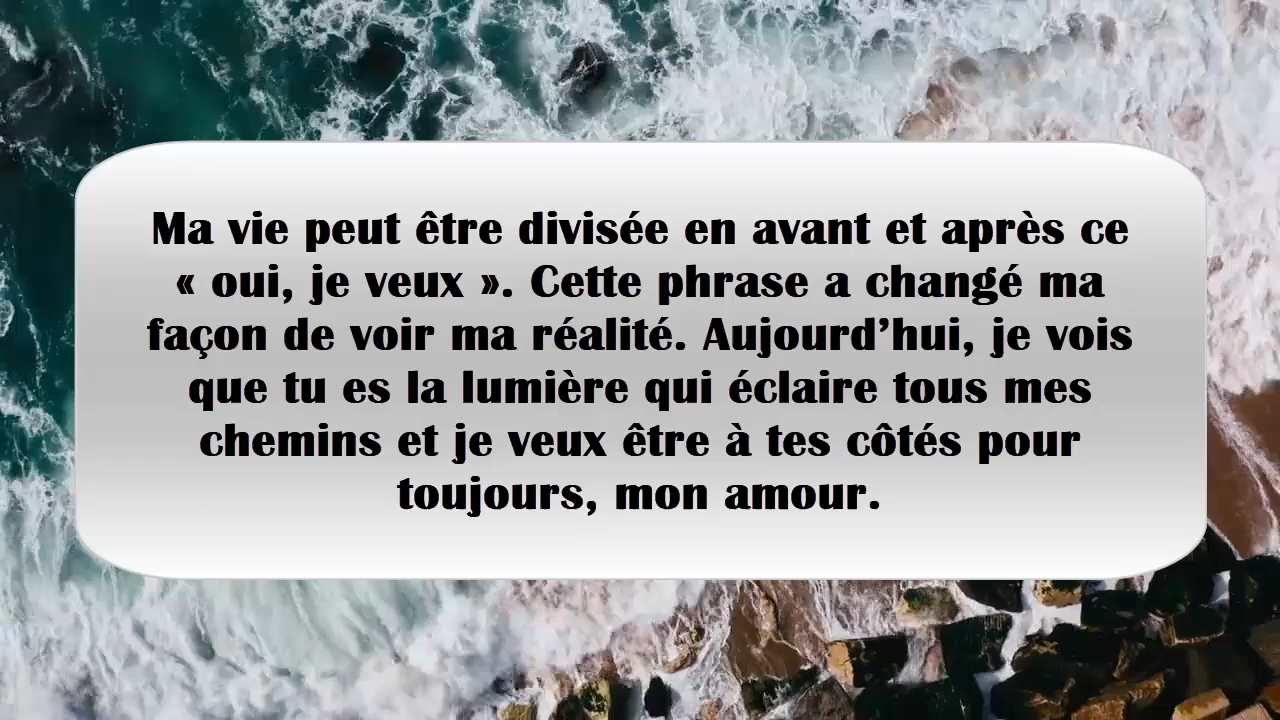 Ma vie peut être divisée en avant et après ce
« oui, je veux ». Cette phrase a changé ma
façon de voir ma réalité. Aujourd’hui, je vois
que tu es la lumière qui éclaire tous mes
chemins et je veux être à tes côtés pour
toujours, mon amour.